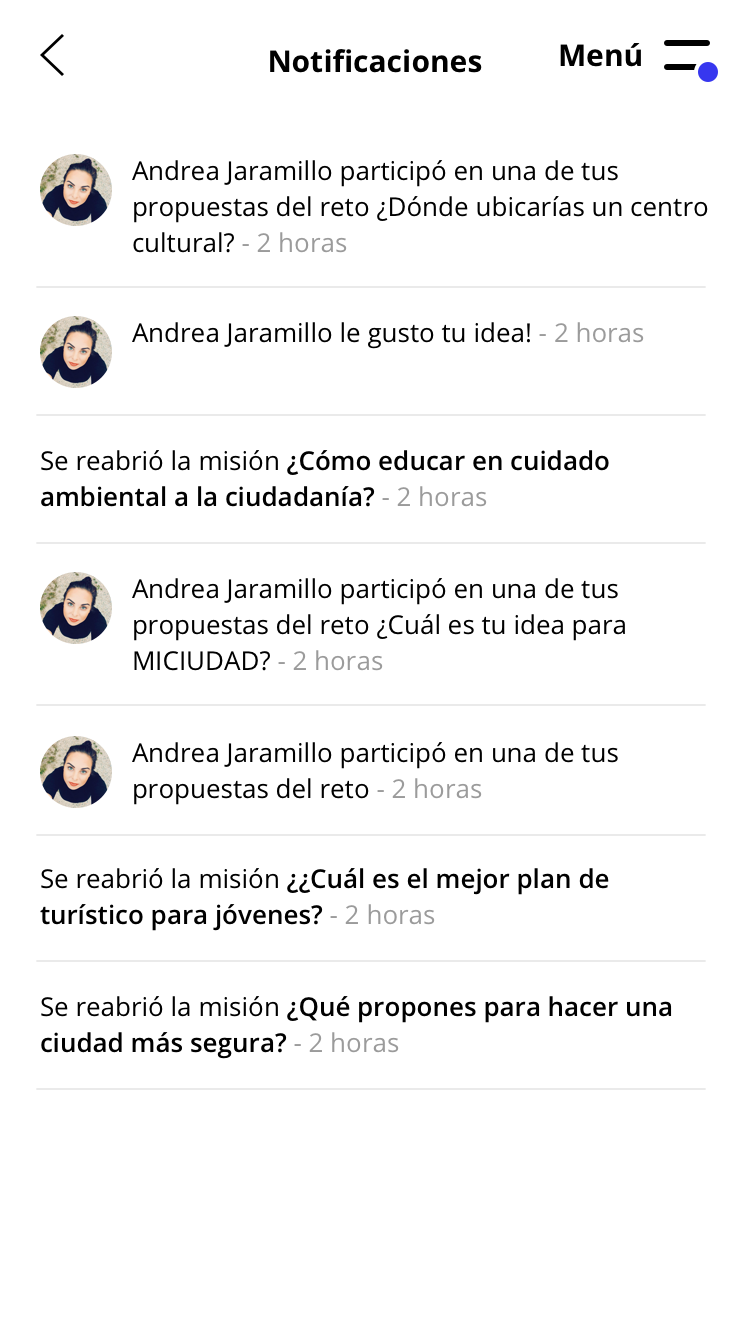 Notificaciones
Menú
Andrea Jaramillo participó en una de tus
propuestas del reto ¿Dónde ubicarías un centro
cultural? - 2 horas
Andrea Jaramillo le gusto tu idea! - 2 horas
Se reabrió la misión ¿Cómo educar en cuidado
ambiental a la ciudadanía? - 2 horas
Andrea Jaramillo participó en una de tus
propuestas del reto ¿Cuál es tu idea para
MICIUDAD? - 2 horas
Andrea Jaramillo participó en una de tus
propuestas del reto - 2 horas
Se reabrió la misión ¿¿Cuál es el mejor plan de
turístico para jóvenes? - 2 horas
Se reabrió la misión ¿Qué propones para hacer una
ciudad más segura? - 2 horas